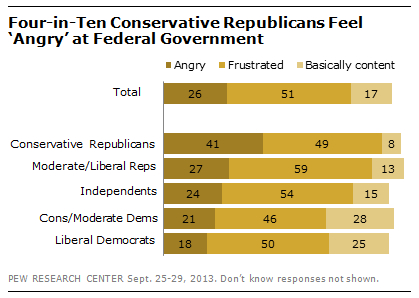 Four-in-Ten Conservative Republicans Feel
‘Angry’ at Federal Government
Angry Frustrated Basically content
Total 26 51 17
Conservative Republicans 41 49 8
Moderate/Liberal Reps 27 59 13
Independents 24 54 15
Cons/Moderate Dems 21 46 28
Liberal Democrats 18 50 25
PEW RESEARCH CENTER Sept. 25-29, 2013. Don’t know responses not shown.